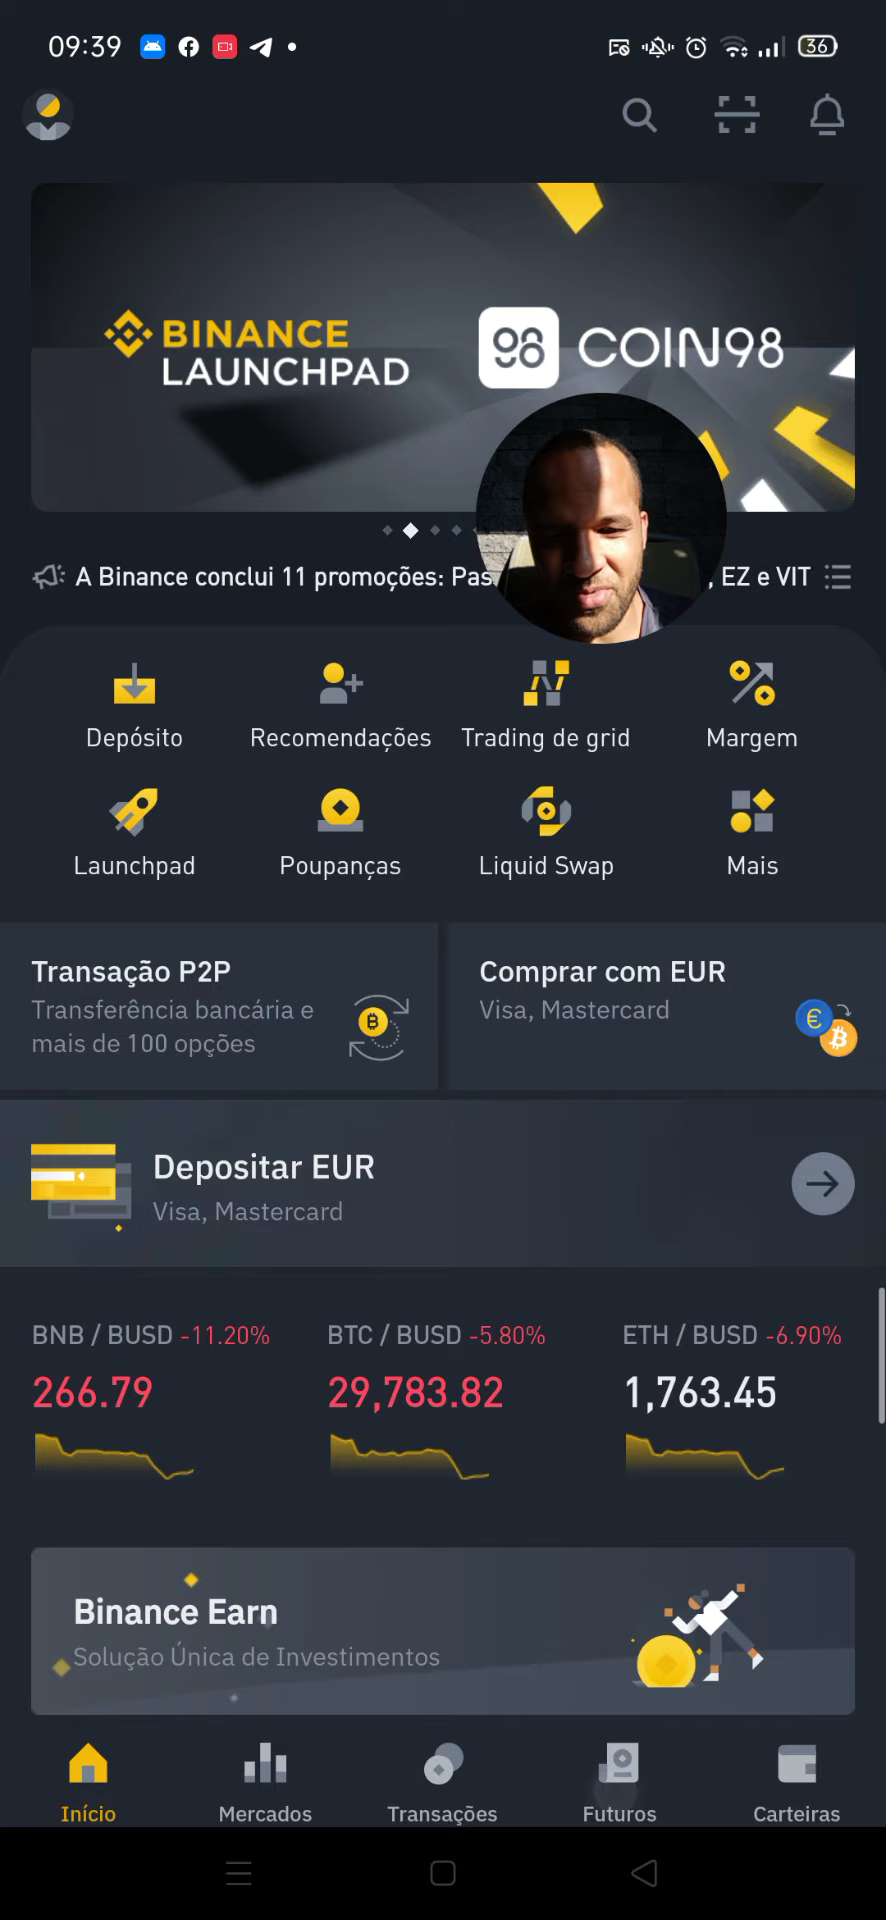 09:39
36
BINANCE
LAUNCHPAD
98 COIN98
A Binance conclui 11 promoções: , EZ e VIT
Depósito
Recomendações
Trading de grid
Margem
Launchpad
Poupanças
Liquid Swap
Mais
Transação P2P
Transferência bancária e
mais de 100 opções
Comprar com EUR
Visa, Mastercard
Depositar EUR
Visa, Mastercard
BNB / BUSD -11.20%
266.79
BTC / BUSD -5.80%
29,783.82
ETH / BUSD -6.90%
1,763.45
Binance Earn
Solução Única de Investimentos
Início
Mercados
Transações
Futuros
Carteiras